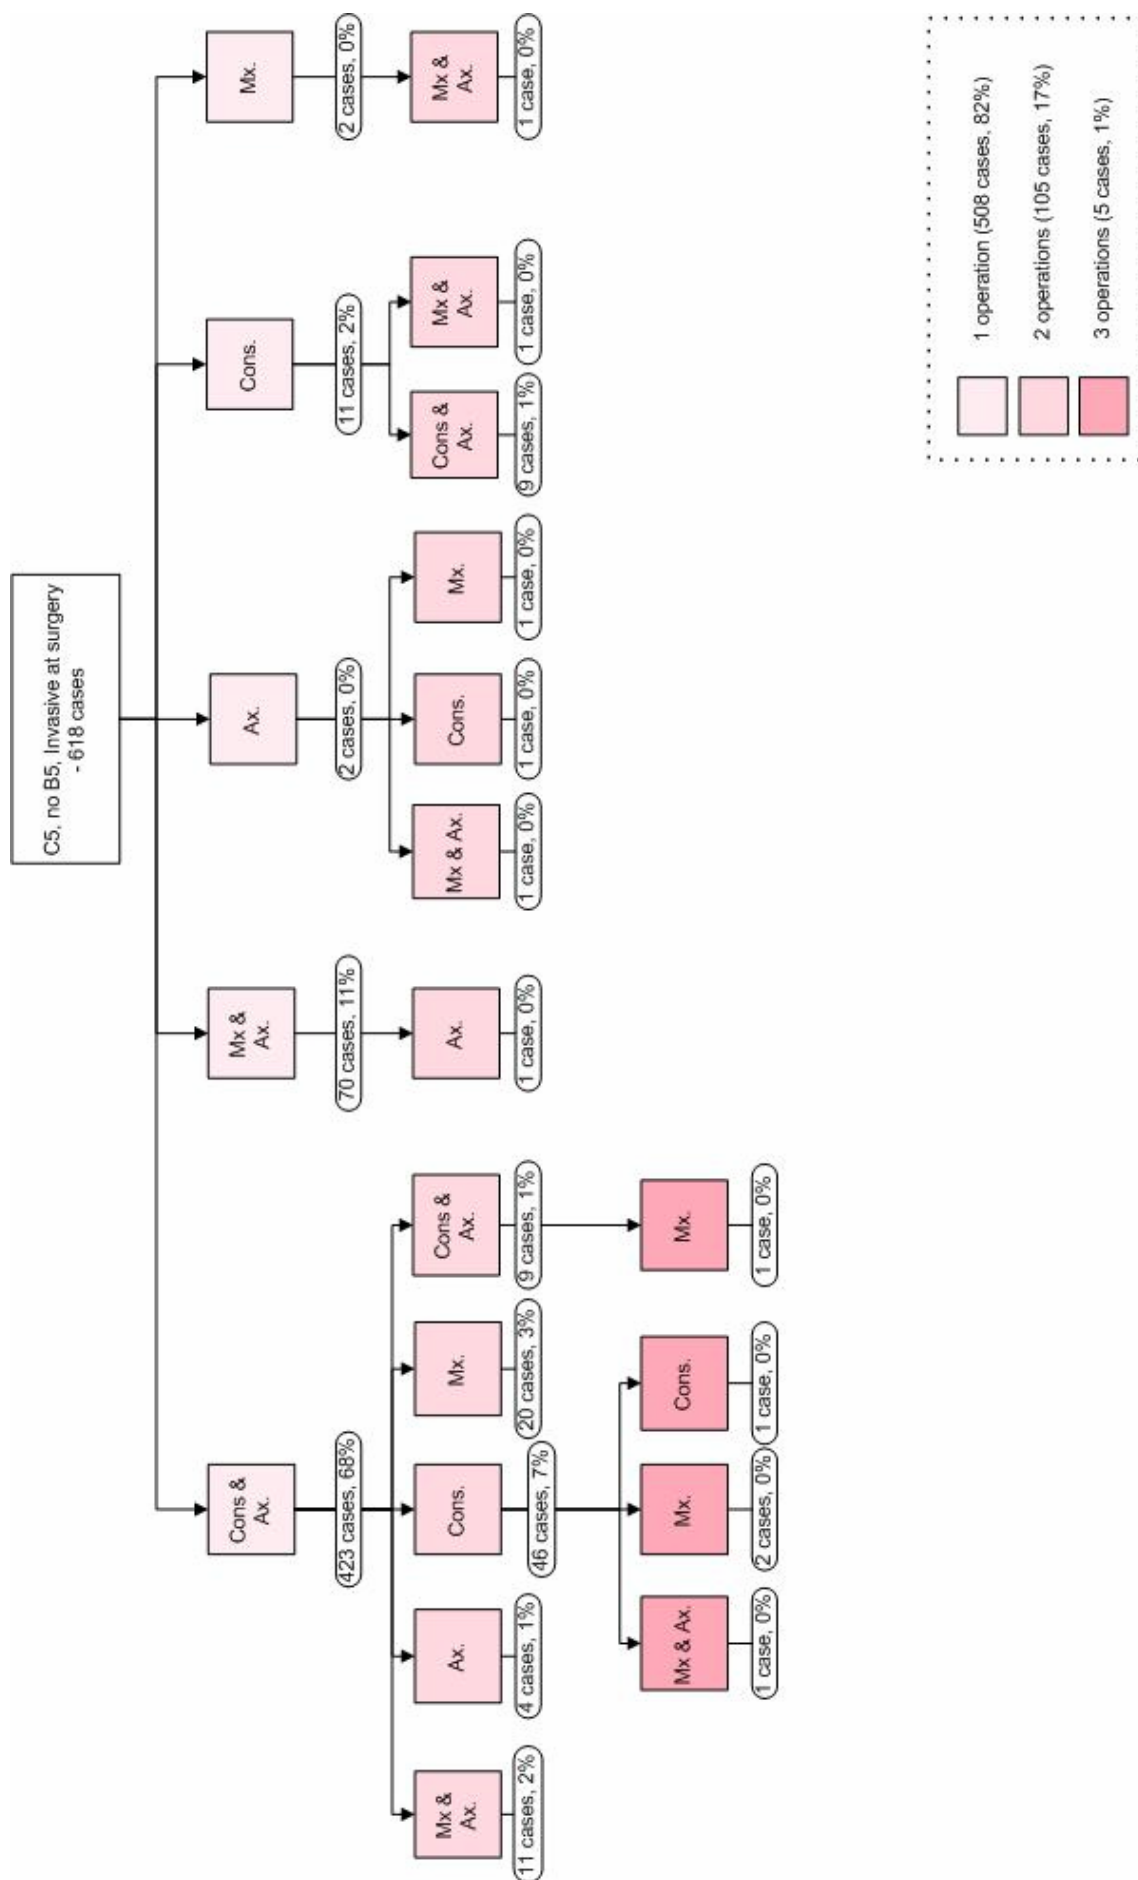 C5, no B5, Invasive at surgery
- 618 cases
Cons &
Ax.
423 cases, 68%
Mx &
Ax.
70 cases, 11%
Ax.
2 cases, 0%
Cons.
11 cases, 2%
Mx.
2 cases, 0%
Mx &
Ax.
11 cases, 2%
Ax.
4 cases, 1%
Cons.
46 cases, 7%
Mx.
20 cases, 3%
Cons &
Ax.
9 cases, 1%
Ax.
1 case, 0%
Mx & Ax.
1 case, 0%
Cons.
1 case, 0%
Mx.
1 case, 0%
Cons &
Ax.
9 cases, 1%
Mx &
Ax.
1 case, 0%
Mx &
Ax.
1 case, 0%
Mx & Ax.
1 case, 0%
Mx.
2 cases, 0%
Cons.
1 case, 0%
Mx.
1 case, 0%
1 operation (508 cases, 82%)
2 operations (105 cases, 17%)
3 operations (5 cases, 1%)